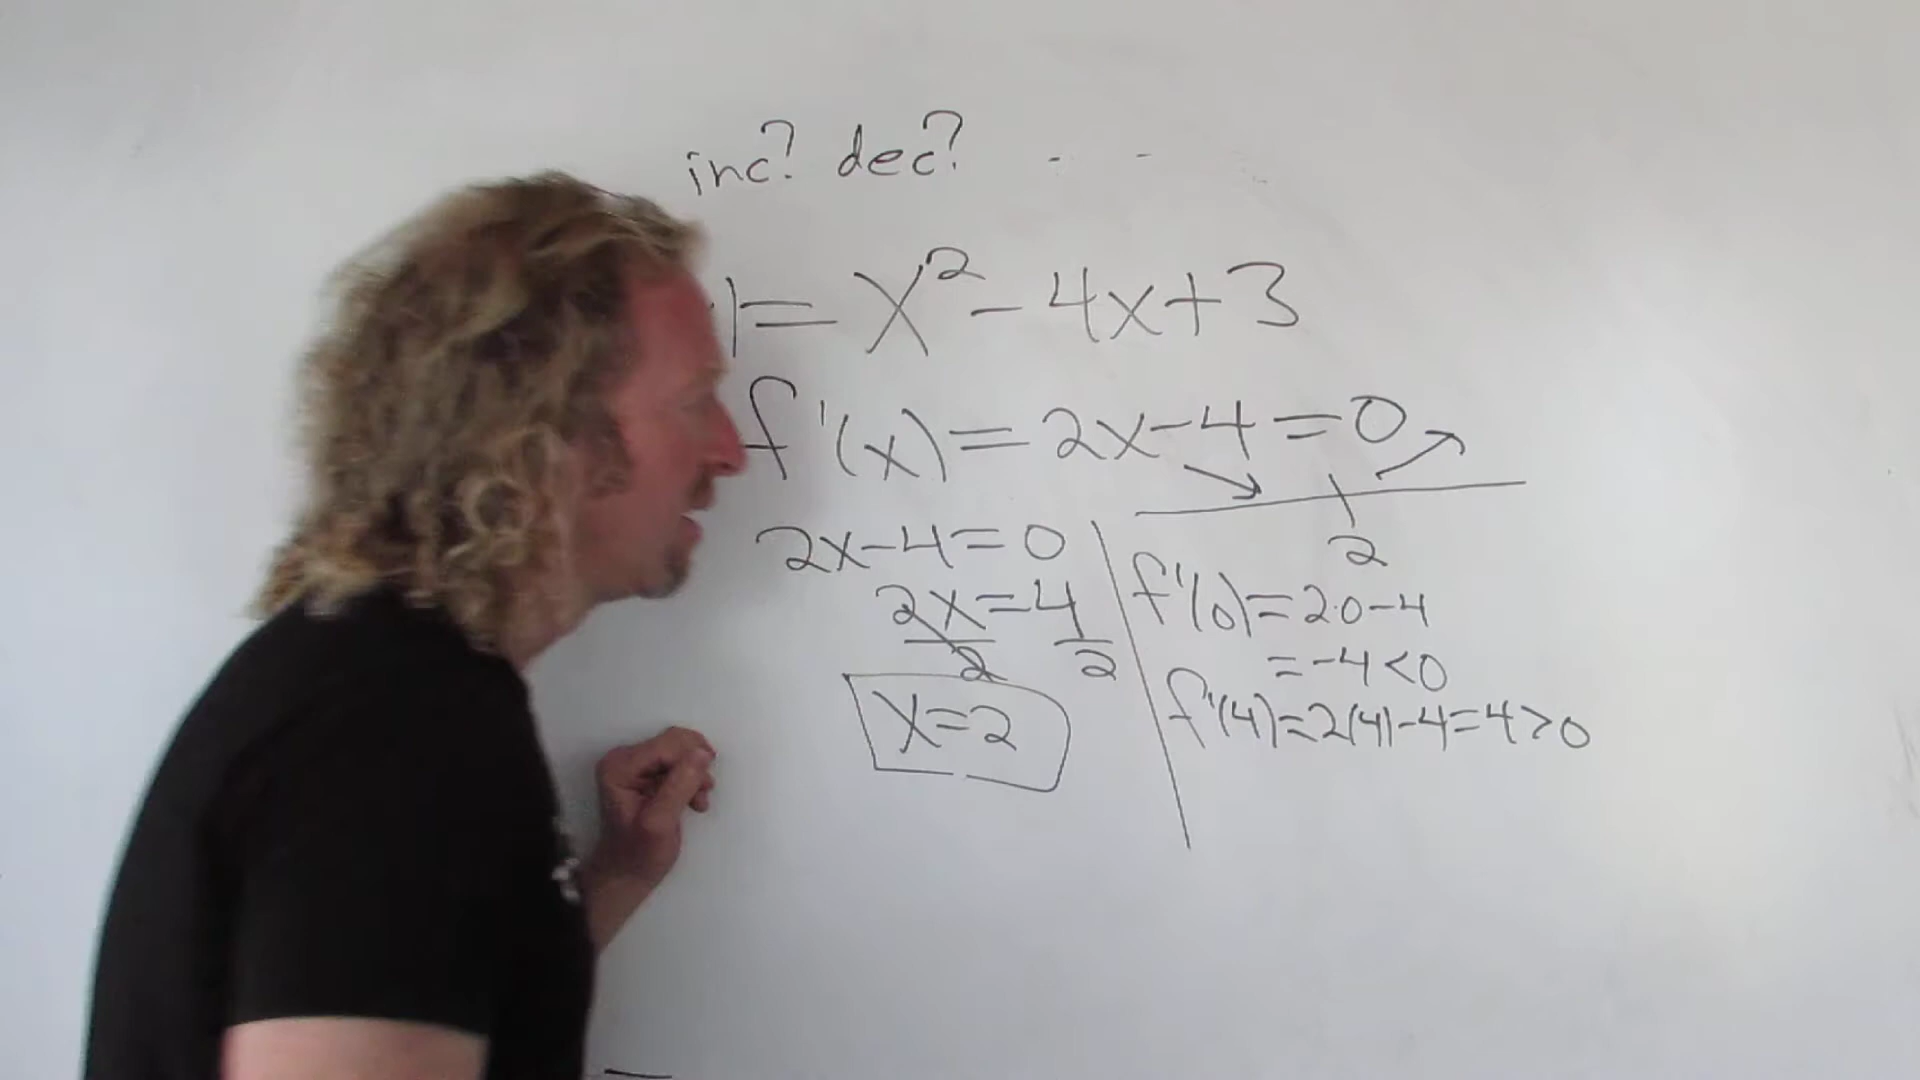 inc? dec?
)= x² - 4x+3
f'(x)=2x-4=0
2
2x-4=0
2x=4
2 2
x=2
f'(0)=2·0-4
=-4<0
f'(4)=2(4)-4=4>0